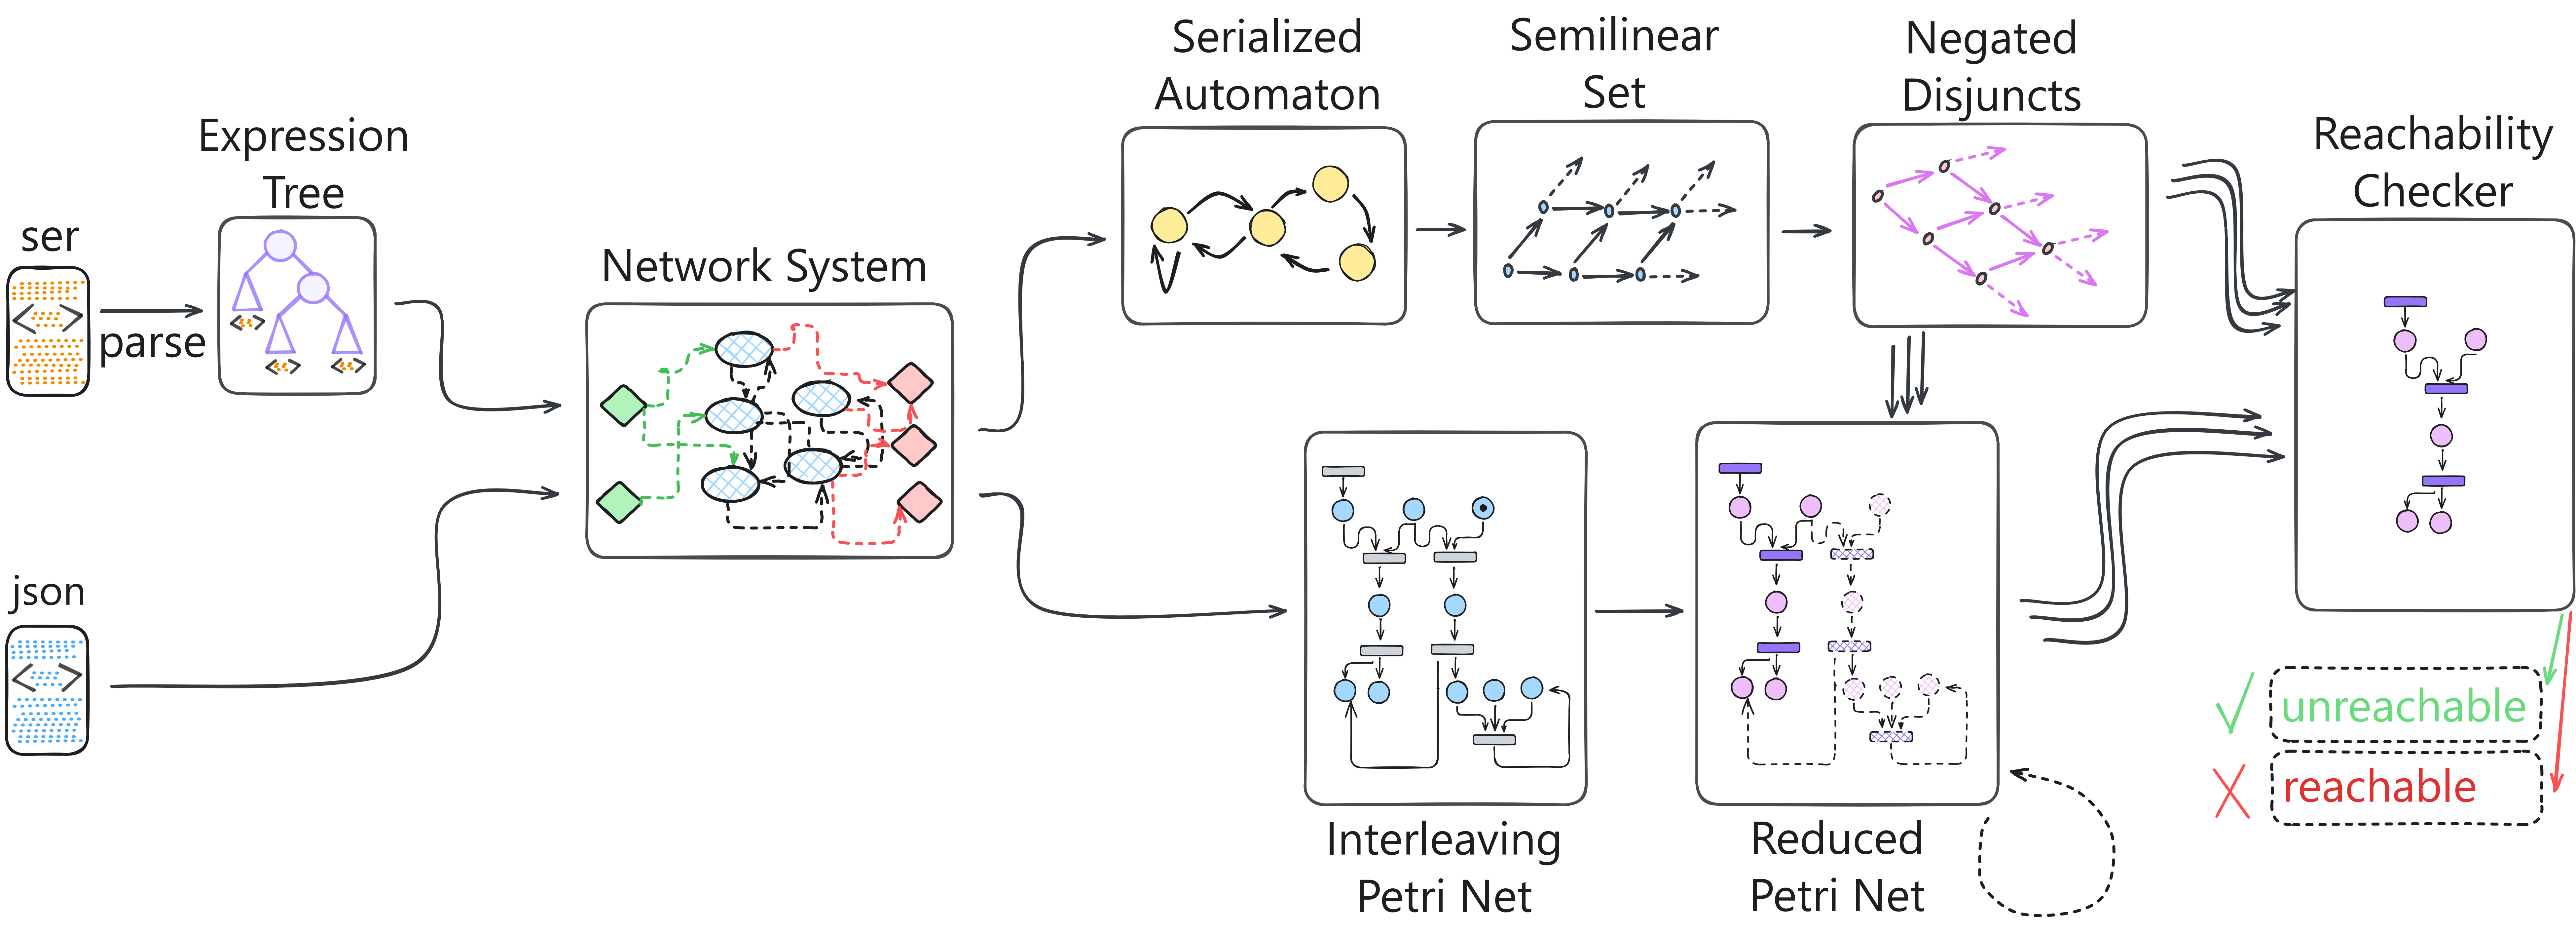 ser
parse
Expression
Tree
json
Network System
Serialized
Automaton
Semilinear
Set
Negated
Disjuncts
Interleaving
Petri Net
Reduced
Petri Net
Reachability
Checker
unreachable
reachable